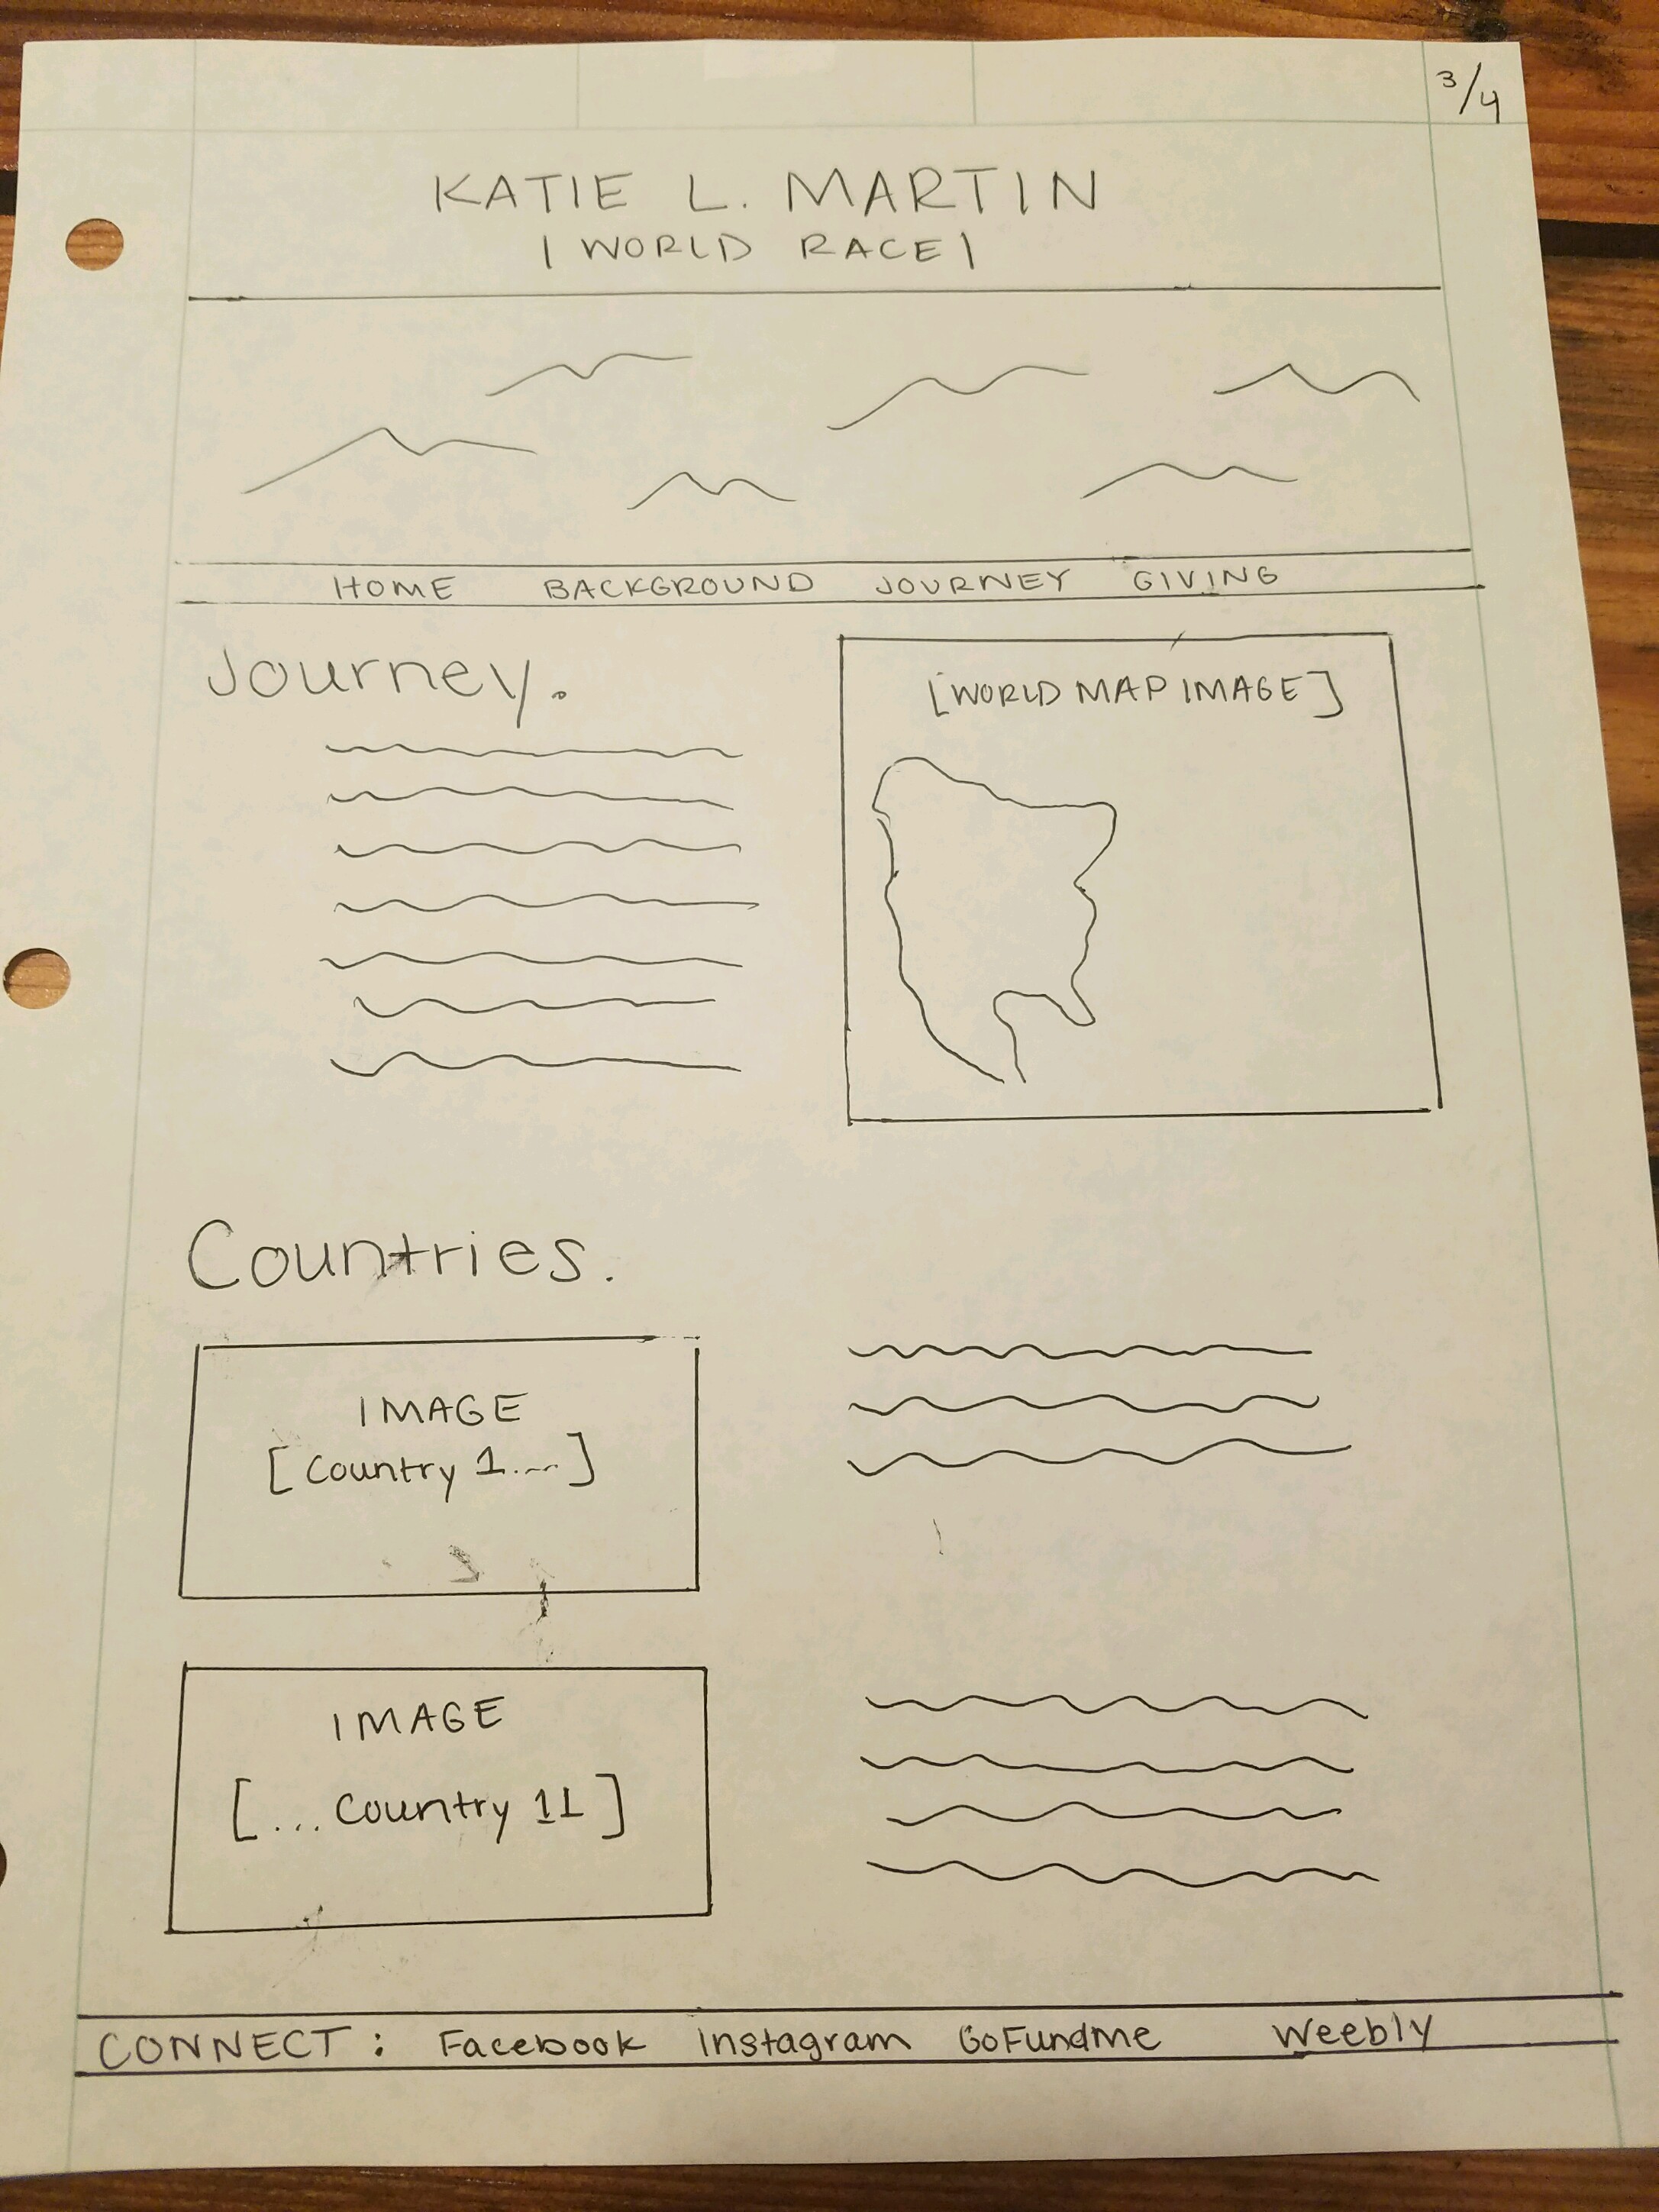 3/4
KATIE L. MARTIN
| WORLD RACE |
HOME BACKGROUND JOURNEY GIVING
Journey.
[WORLD MAP IMAGE]
Countries.
IMAGE
[Country 1....]
IMAGE
[... Country 11]
CONNECT: Facebook Instagram GoFundMe Weebly